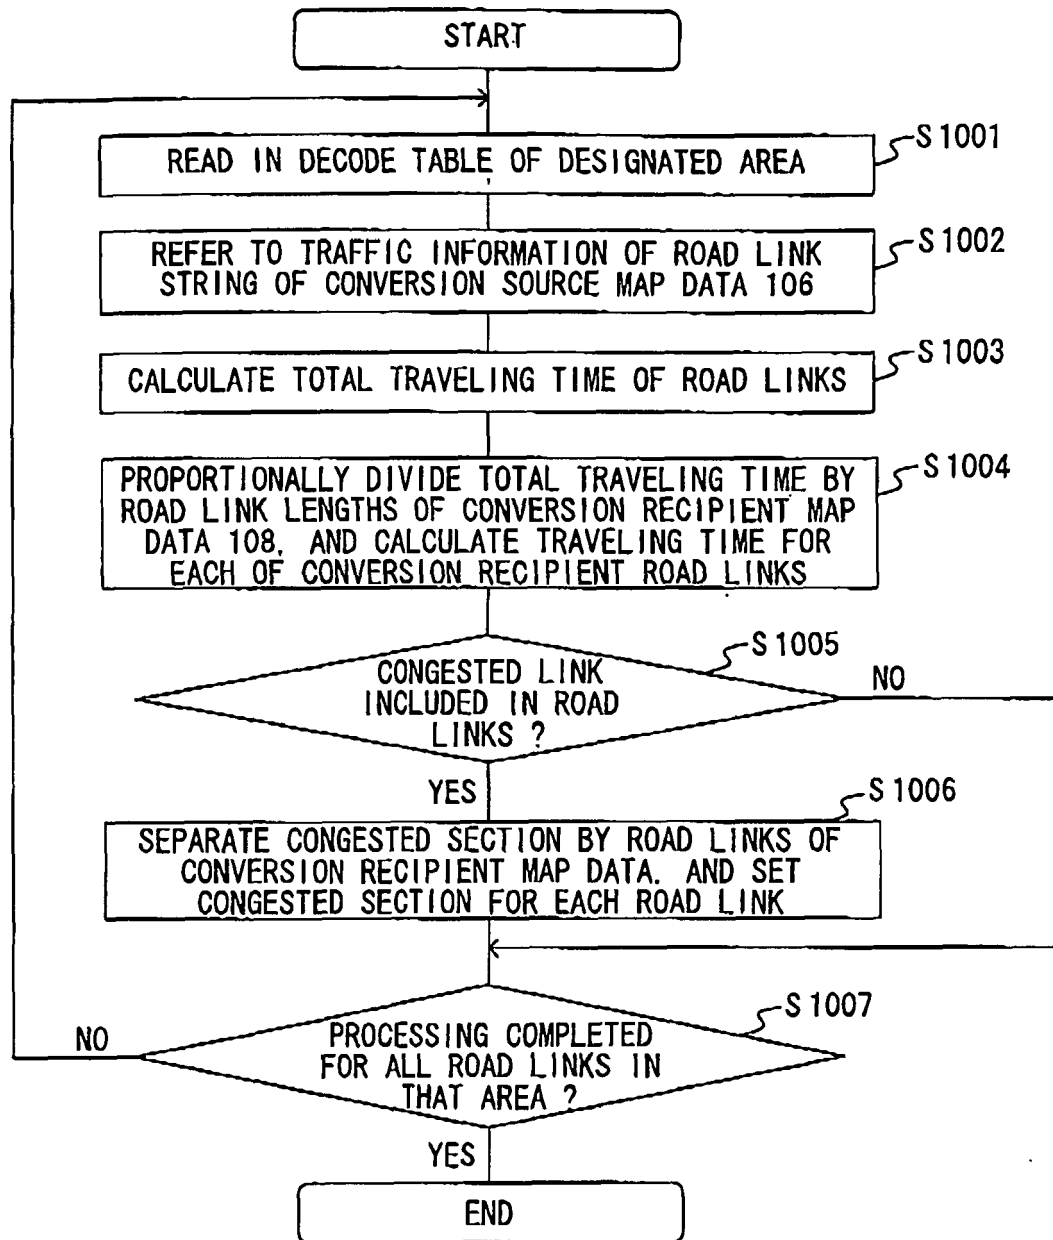 START
S1001
READ IN DECODE TABLE OF DESIGNATED AREA
S1002
REFER TO TRAFFIC INFORMATION OF ROAD LINK
STRING OF CONVERSION SOURCE MAP DATA 106
S1003
CALCULATE TOTAL TRAVELING TIME OF ROAD LINKS
S1004
PROPORTIONALLY DIVIDE TOTAL TRAVELING TIME BY
ROAD LINK LENGTHS OF CONVERSION RECIPIENT MAP
DATA 108, AND CALCULATE TRAVELING TIME FOR
EACH OF CONVERSION RECIPIENT ROAD LINKS
S1005
CONGESTED LINK
INCLUDED IN ROAD
LINKS ?
NO
YES
S1006
SEPARATE CONGESTED SECTION BY ROAD LINKS OF
CONVERSION RECIPIENT MAP DATA. AND SET
CONGESTED SECTION FOR EACH ROAD LINK
S1007
PROCESSING COMPLETED
FOR ALL ROAD LINKS IN
THAT AREA ?
NO
YES
END